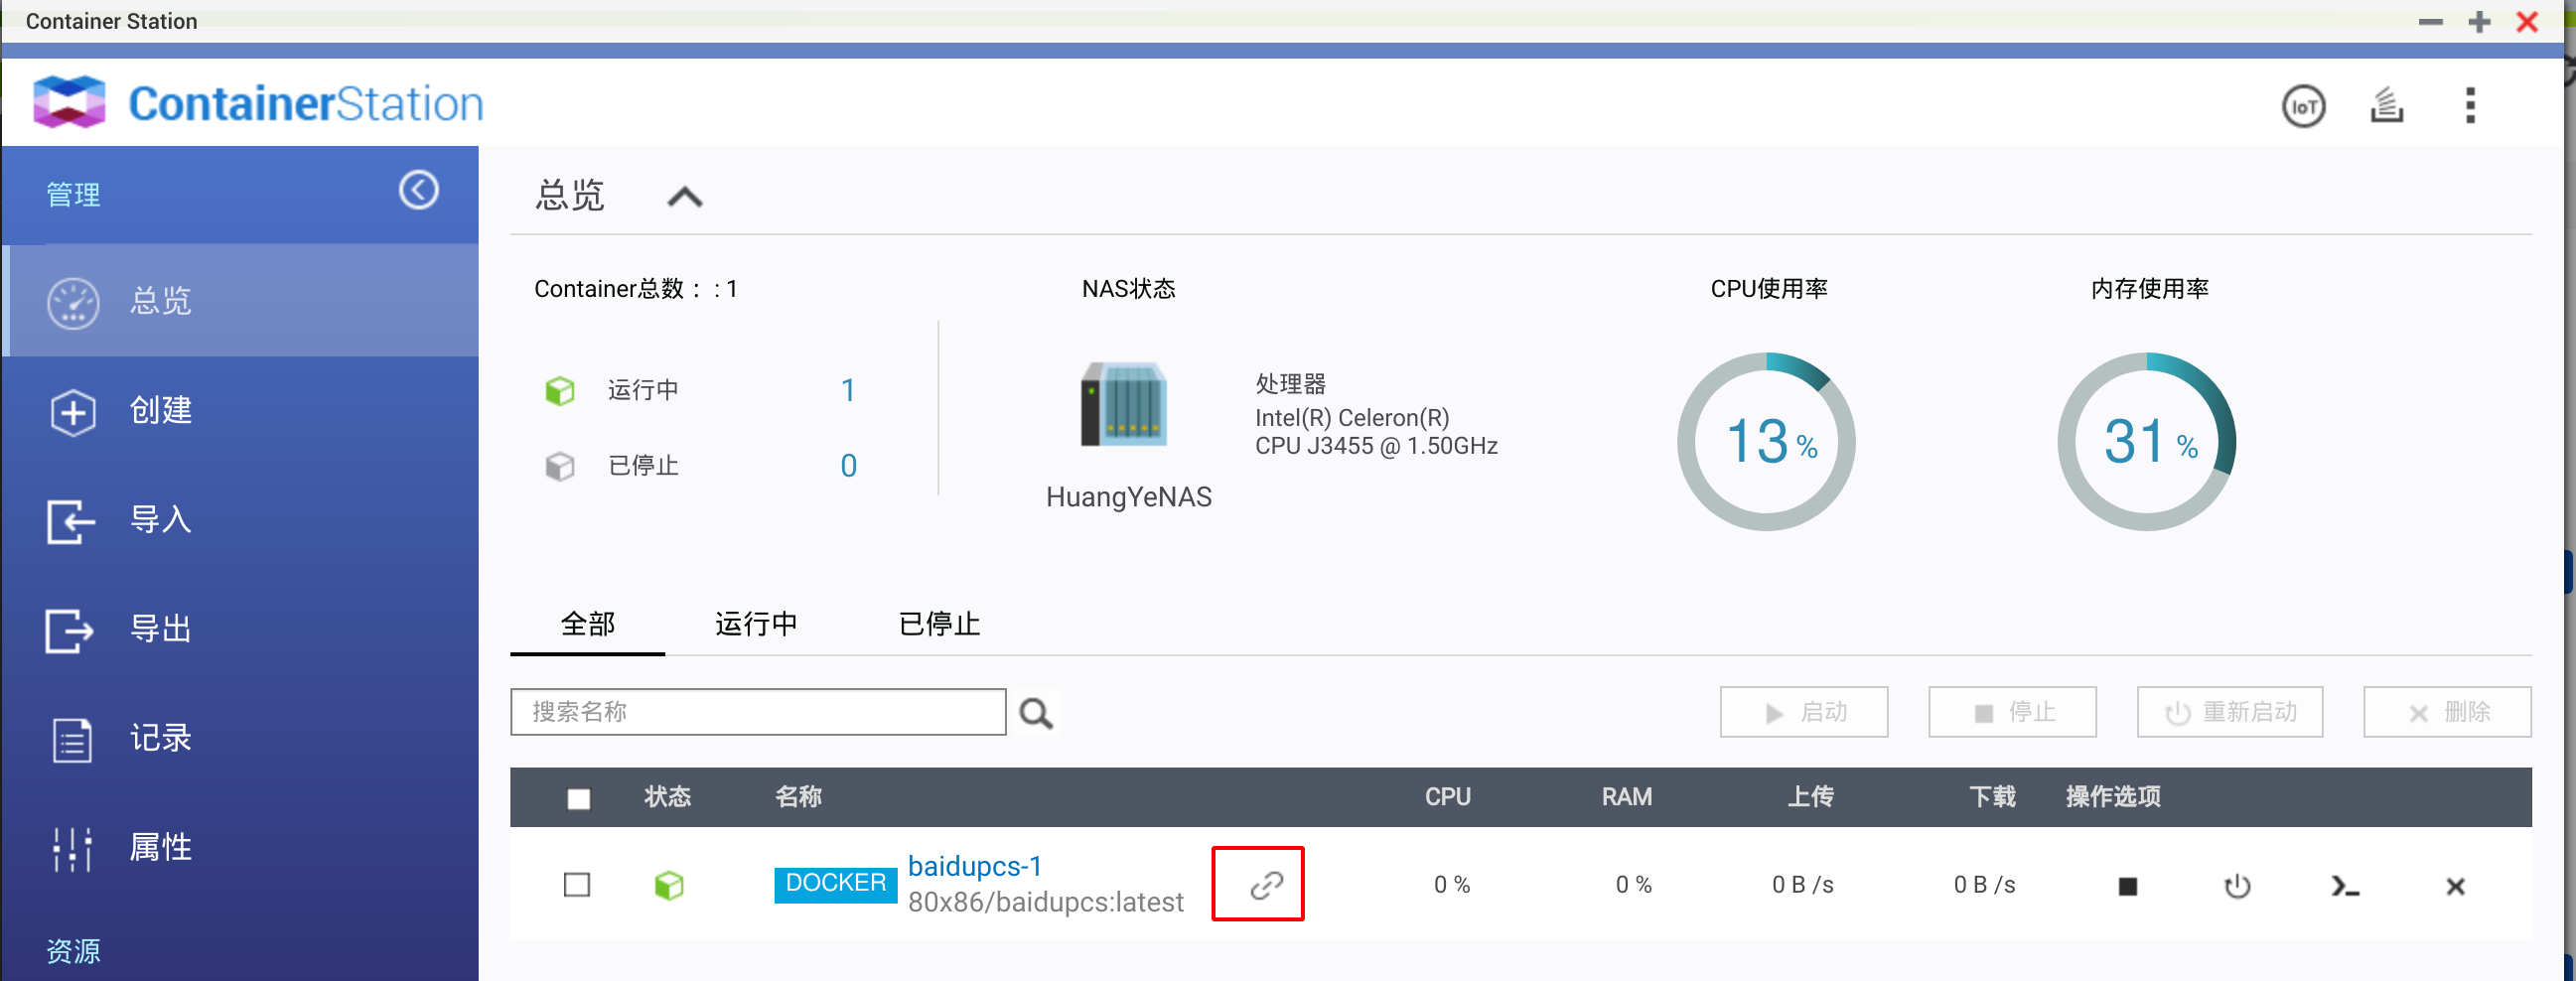 Container Station
ContainerStation
IoT
管理
总览
创建
导入
导出
记录
属性
资源
总览
Container总数：: 1
运行中 1
已停止 0
NAS状态
HuangYeNAS
处理器
Intel(R) Celeron(R)
CPU J3455 @ 1.50GHz
CPU使用率
13 %
内存使用率
31 %
全部 运行中 已停止
搜索名称
启动 停止 重新启动 删除
状态 名称 CPU RAM 上传 下载 操作选项
DOCKER baidupcs-1
80x86/baidupcs:latest
0 % 0 % 0 B /s 0 B /s